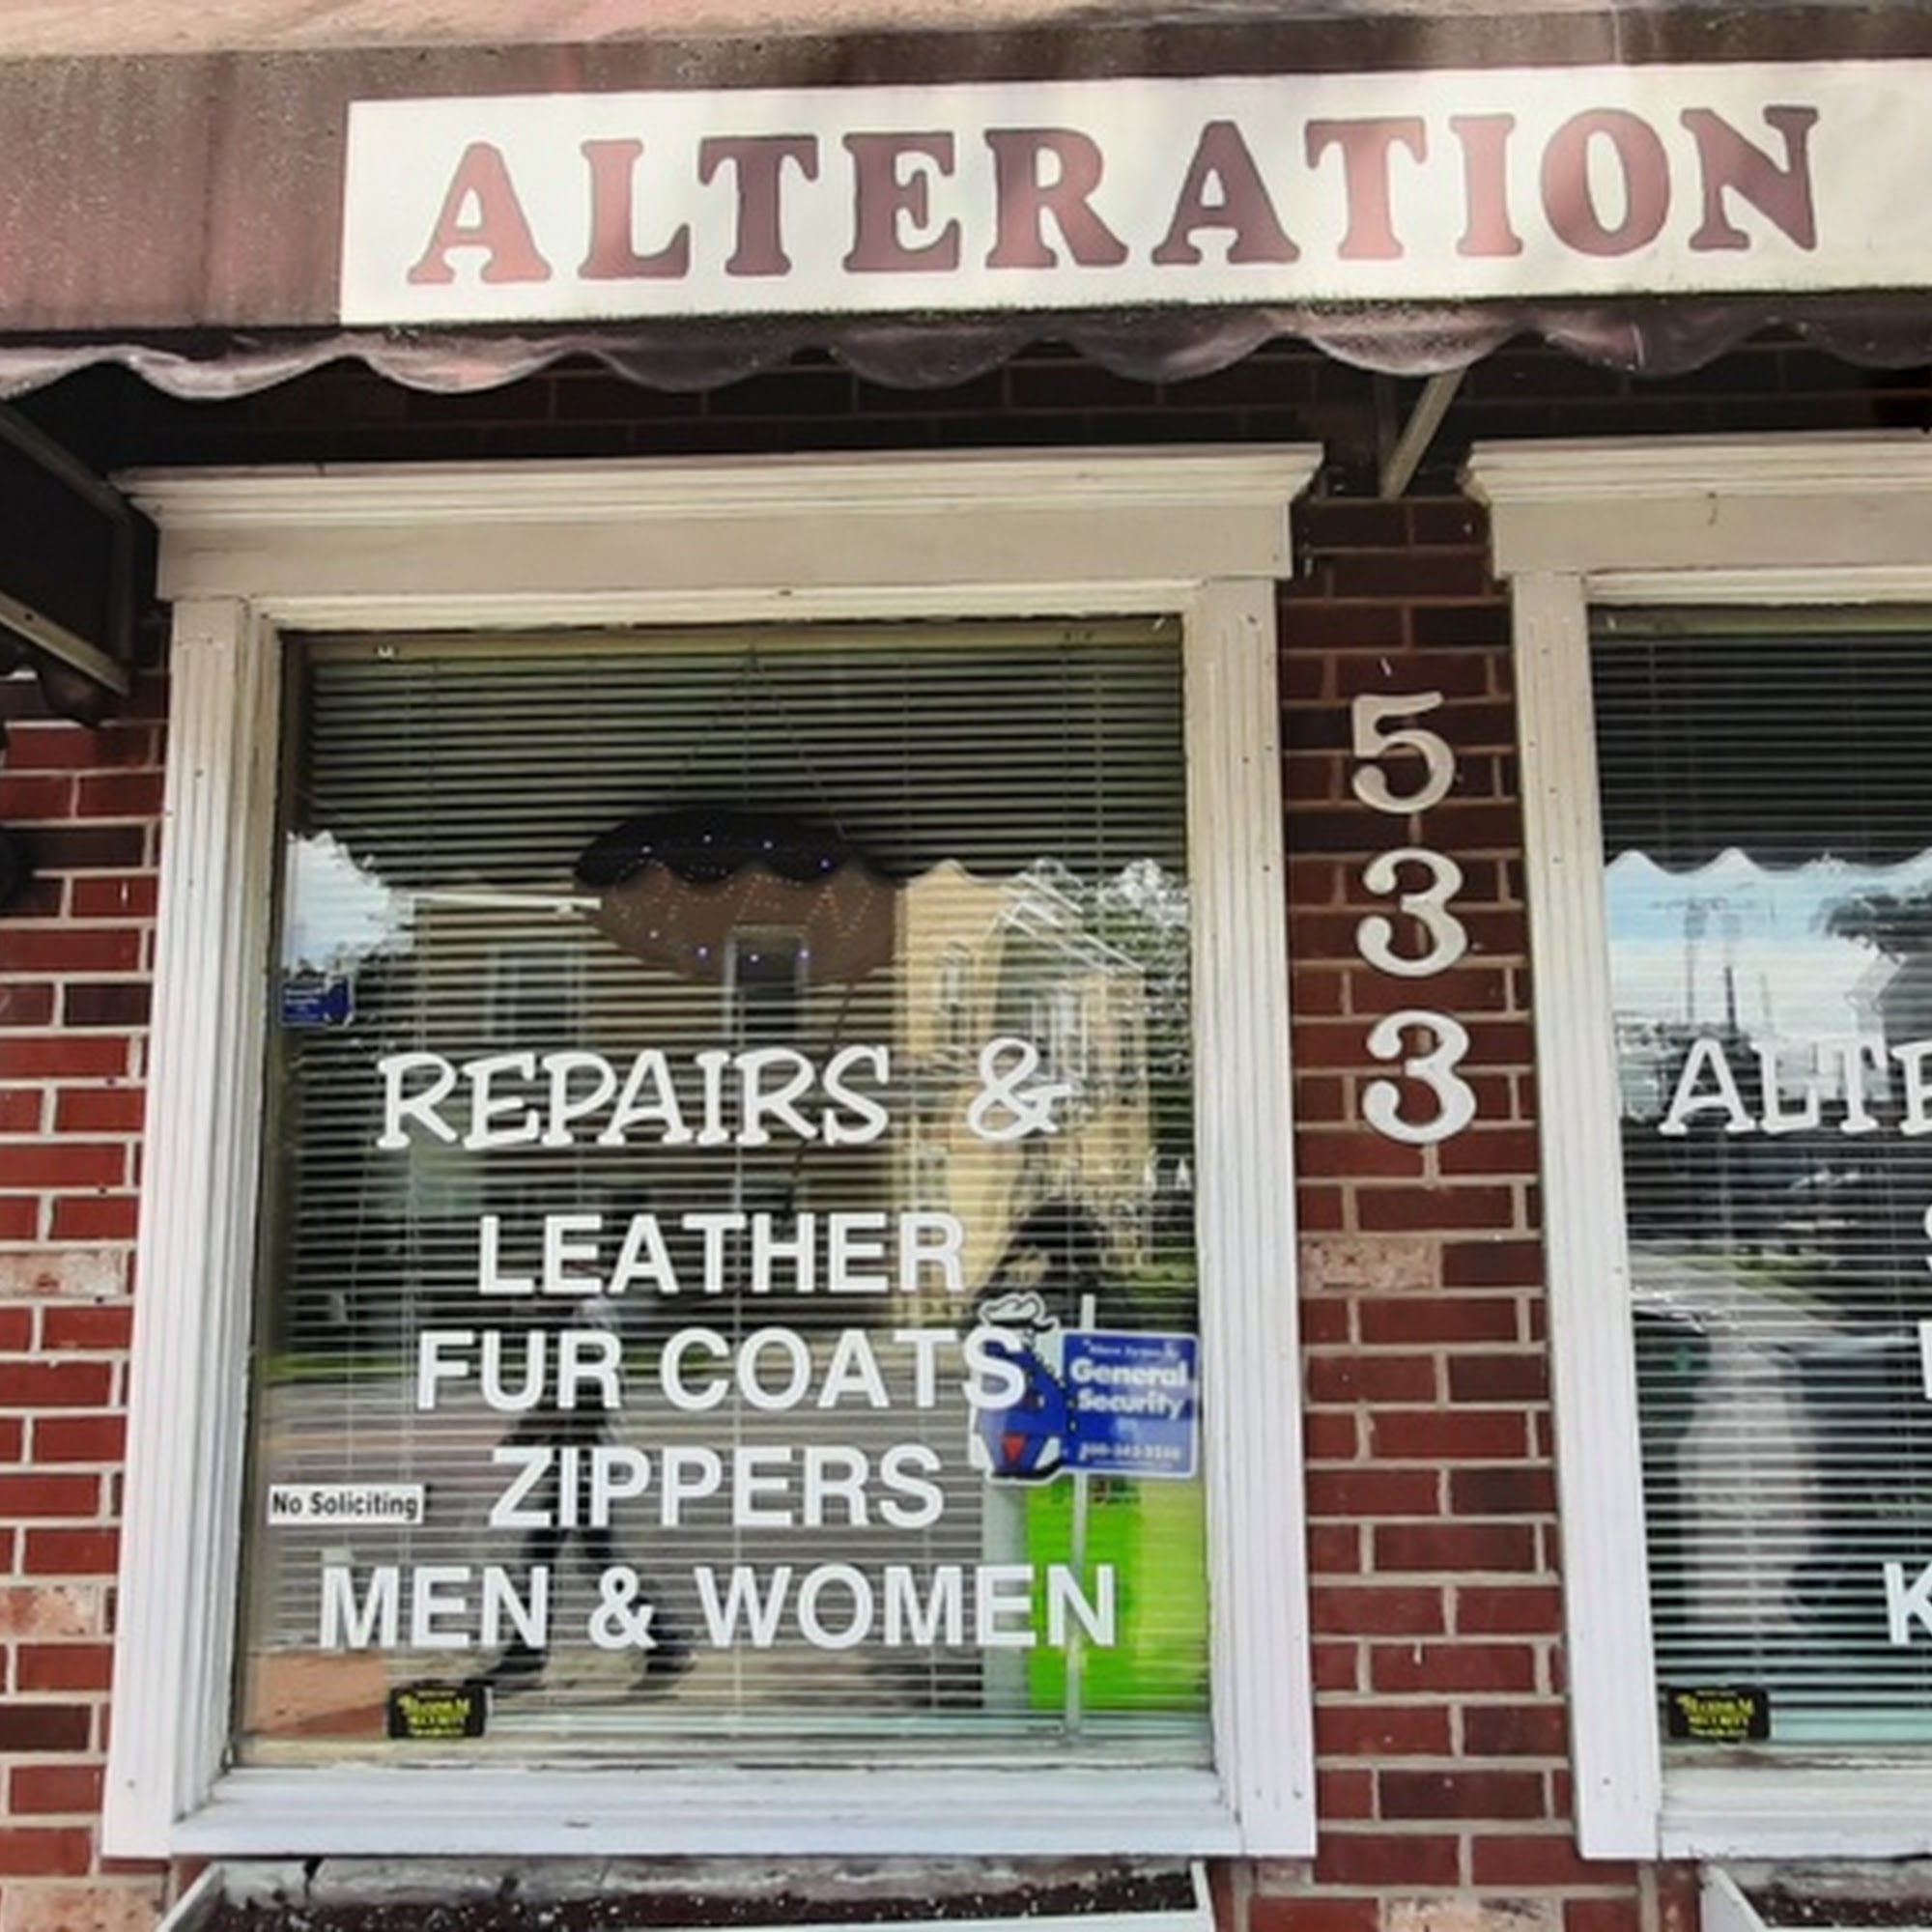 ALTERATION
5
3
3
REPAIRS &
LEATHER
FUR COATS
General
Security
ZIPPERS
No Soliciting
MEN & WOMEN
ALTE
K